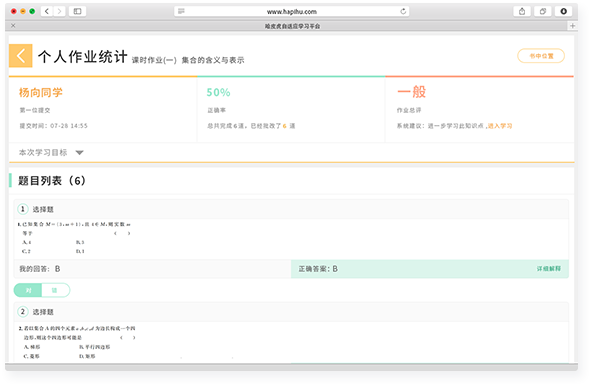 www.hapihu.com
哈皮虎自适应学习平台
个人作业统计 课时作业(一) 集合的含义与表示
书中位置
杨向同学
50%
一般
第一位提交
正确率
作业总评
提交时间：07-28 14:55
总共完成6道，已经批改了 6 道
系统建议：进一步学习此知识点 ,进入学习
本次学习目标
题目列表（6）
1 选择题
1.已知集合 M={3,m+1},且 4∈M,则实数 m
等于 ( )
A.4 B.3
C.2 D.1
我的回答: B
正确答案: B
详细解释
对
错
2 选择题
2.若以集合 A 的四个元素 a,b,c,d 为边长构成一个四
边形,则这个四边形可能是 ( )
A.梯形 B.平行四边形
C.菱形 D.矩形